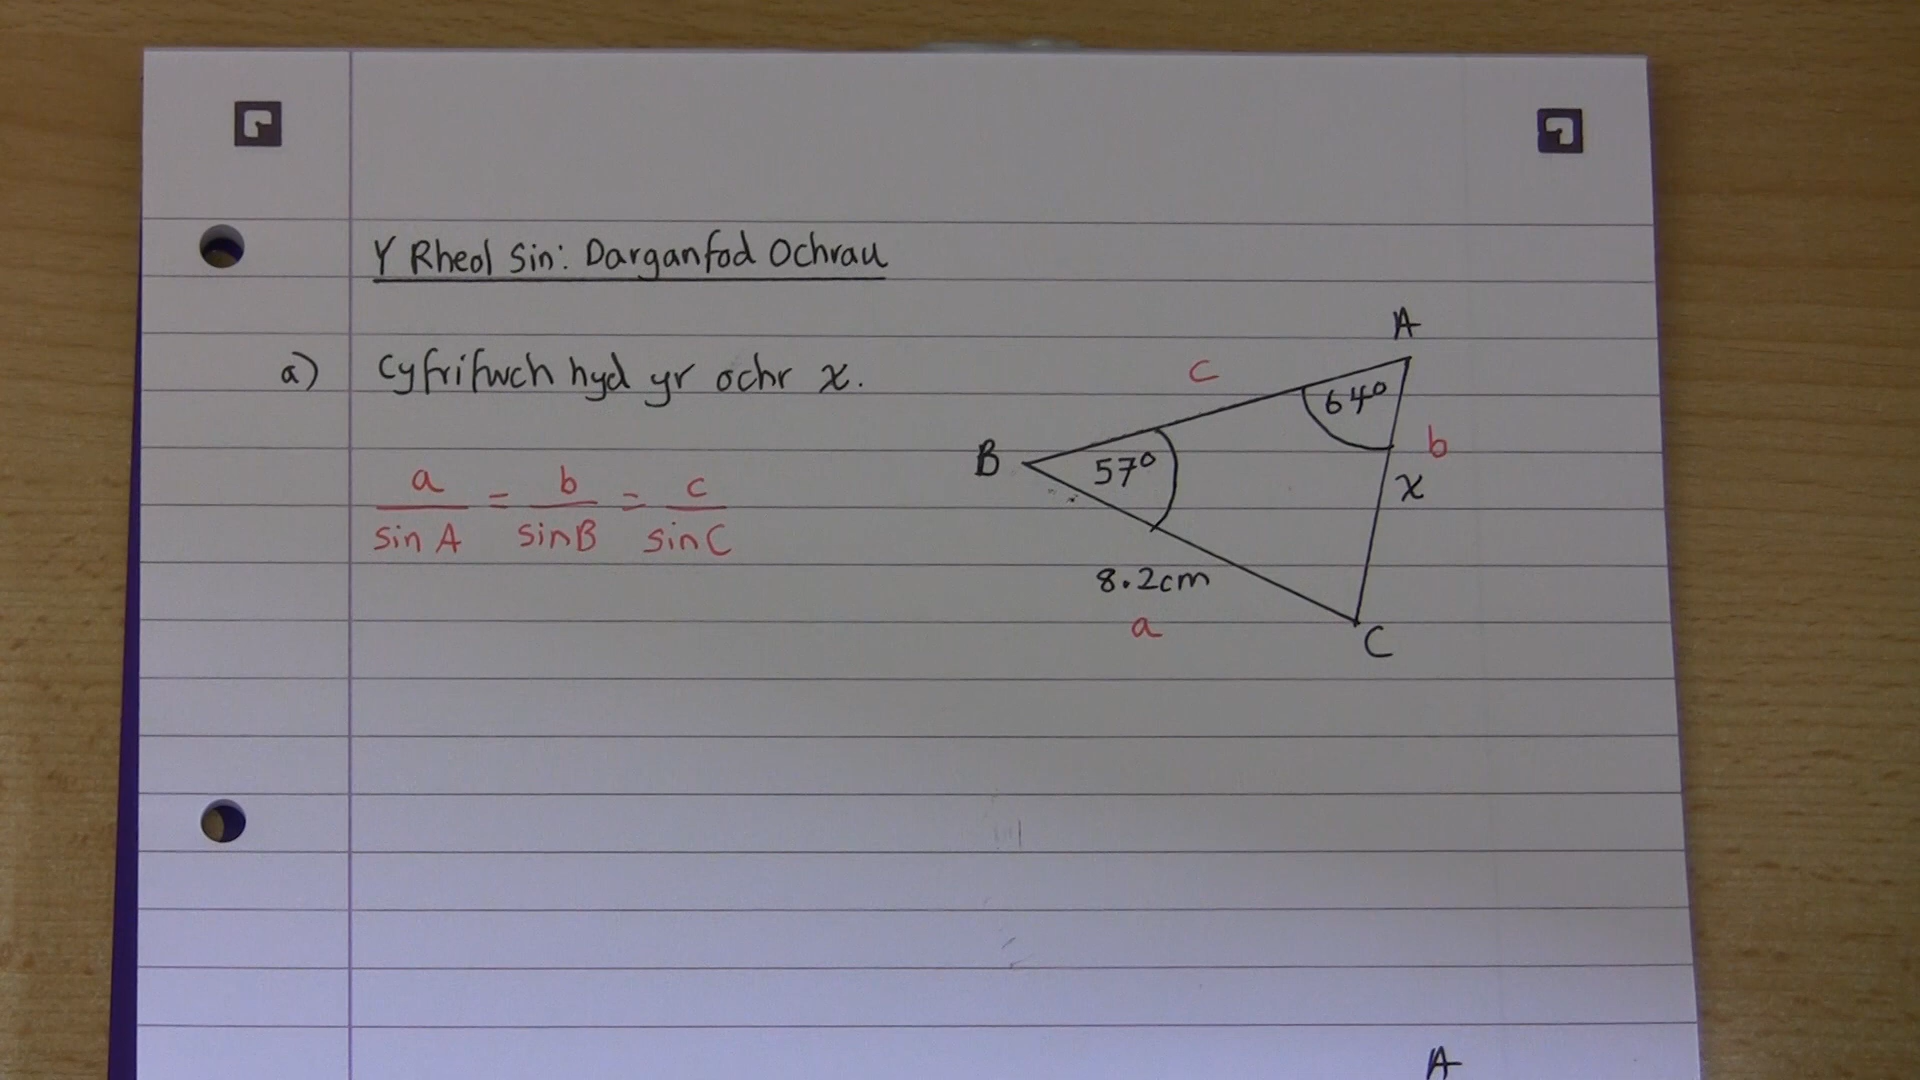 Y Rheol Sin: Darganfod Ochrau
a) Cyfrifwch hyd yr ochr x.
a/sin A = b/sin B = c/sin C
A
c
64°
b
B
57°
x
8.2cm
a
C
A